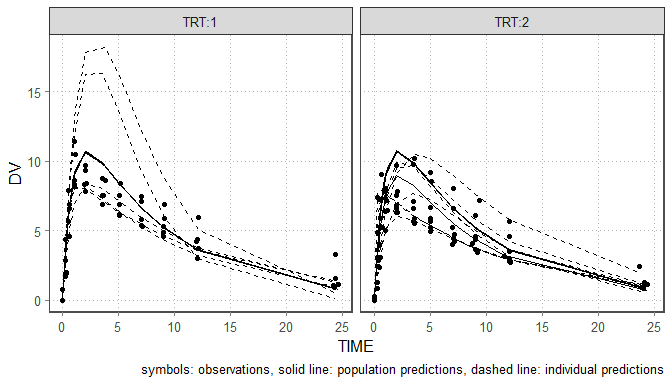 TRT:1 TRT:2
15
10
5
0
DV
0 5 10 15 20 25 0 5 10 15 20 25
TIME
symbols: observations, solid line: population predictions, dashed line: individual predictions